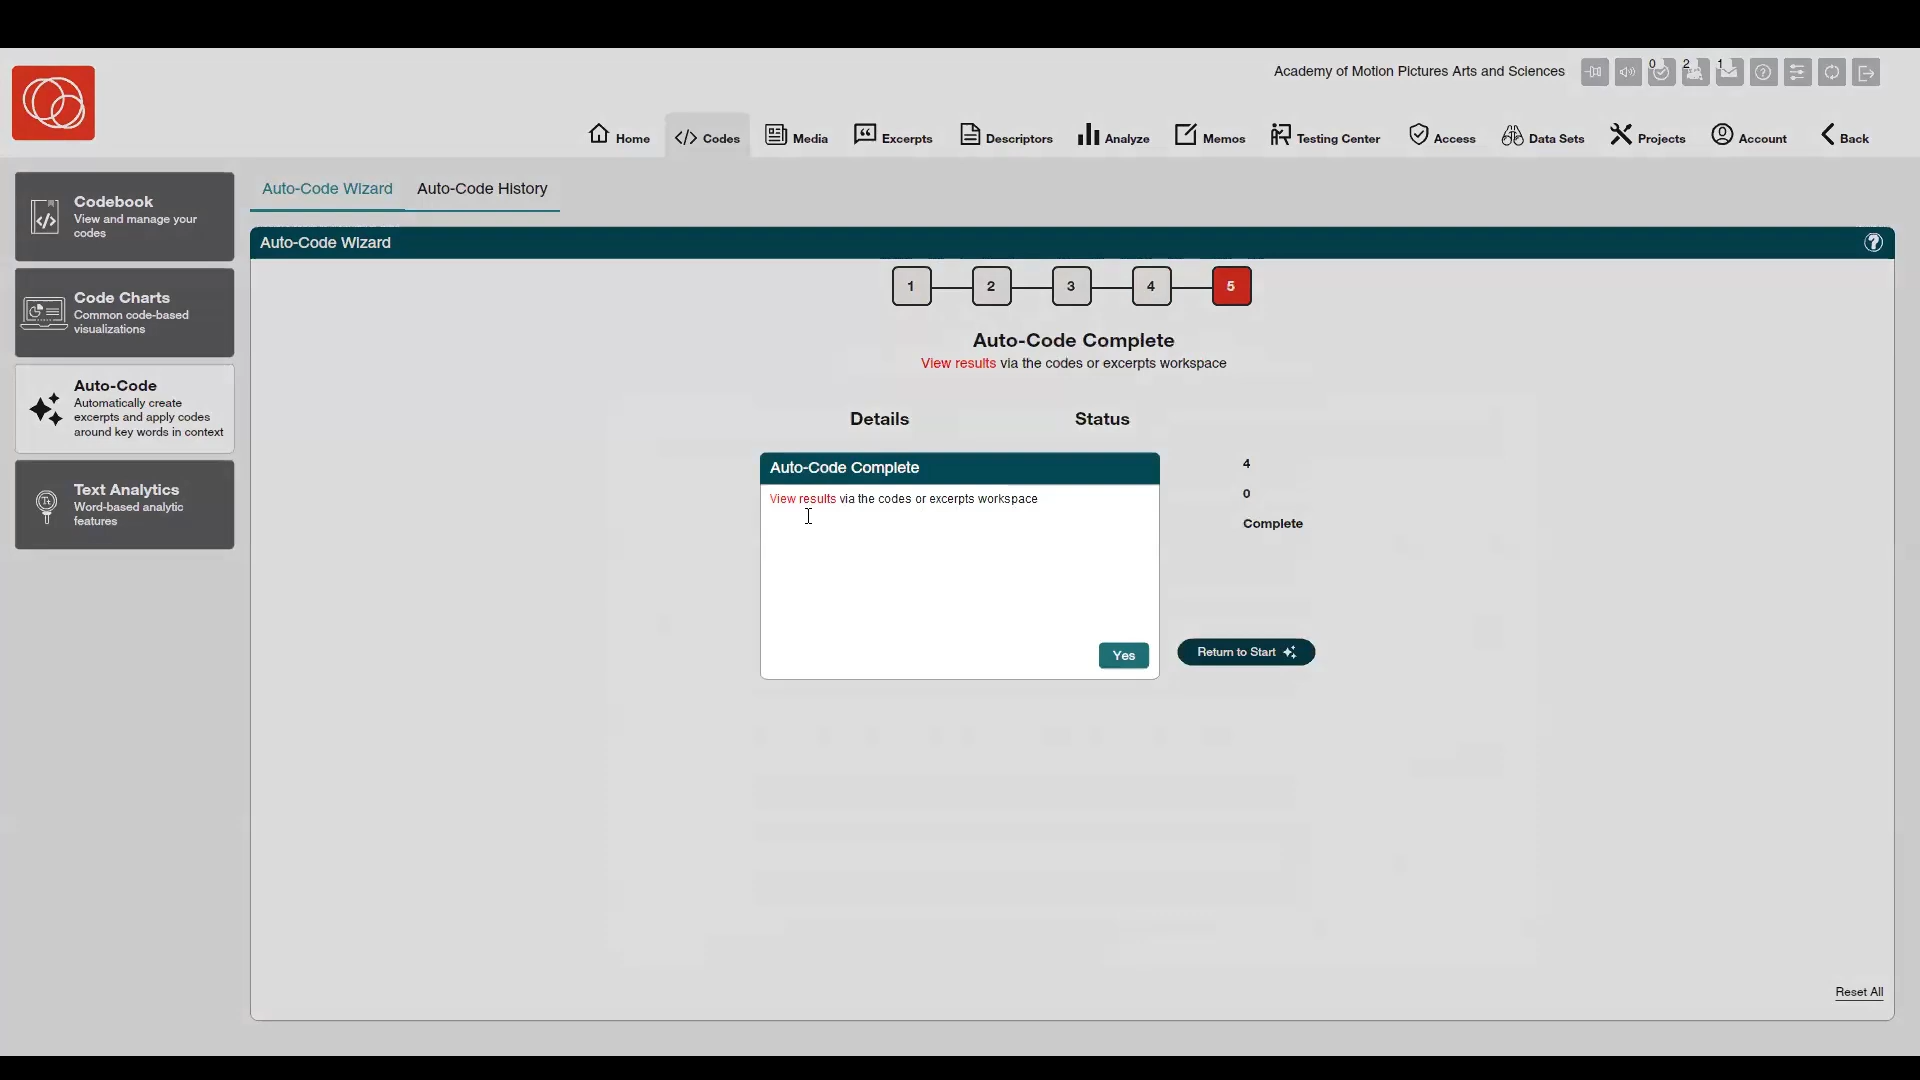 Academy of Motion Pictures Arts and Sciences
0
2
1
Home
Codes
Media
Excerpts
Descriptors
Analyze
Memos
Testing Center
Access
Data Sets
Projects
Account
Back
Codebook
View and manage your
codes
Code Charts
Common code-based
visualizations
Auto-Code
Automatically create
excerpts and apply codes
around key words in context
Text Analytics
Word-based analytic
features
Auto-Code Wizard
Auto-Code History
Auto-Code Wizard
?
1
2
3
4
5
Auto-Code Complete
View results via the codes or excerpts workspace
Details
Status
4
0
Complete
Auto-Code Complete
View results via the codes or excerpts workspace
Yes
Return to Start
Reset All